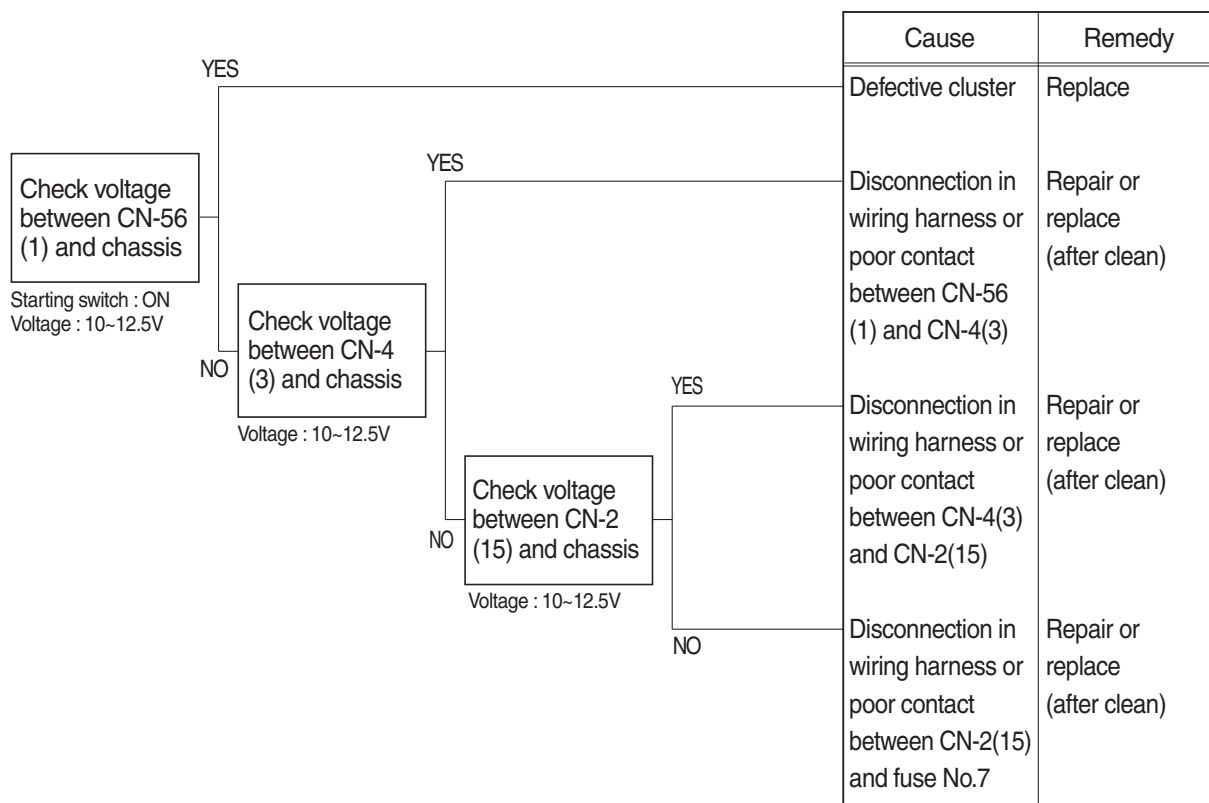 Cause Remedy
YES
Defective cluster Replace
Check voltage
between CN-56
(1) and chassis
Starting switch : ON
Voltage : 10~12.5V
YES
Disconnection in
wiring harness or
poor contact
between CN-56
(1) and CN-4(3)
Repair or
replace
(after clean)
NO
Check voltage
between CN-4
(3) and chassis
Voltage : 10~12.5V
YES
Disconnection in
wiring harness or
poor contact
between CN-4(3)
and CN-2(15)
Repair or
replace
(after clean)
NO
Check voltage
between CN-2
(15) and chassis
Voltage : 10~12.5V
NO
Disconnection in
wiring harness or
poor contact
between CN-2(15)
and fuse No.7
Repair or
replace
(after clean)